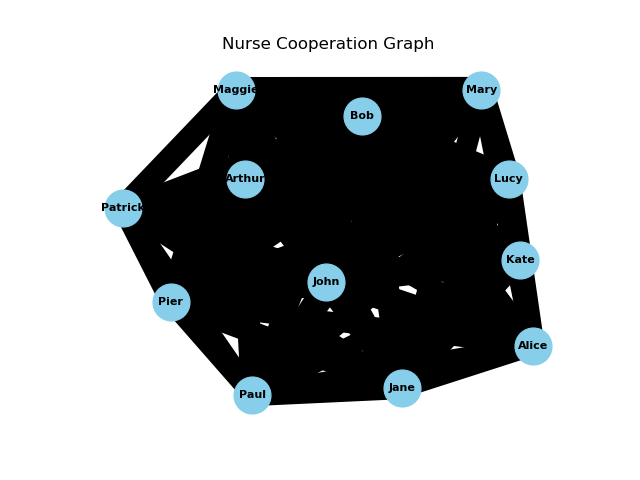 Nurse Cooperation Graph
Maggie
Mary
Bob
Arthur
Lucy
Patrick
Kate
John
Pier
Alice
Jane
Paul